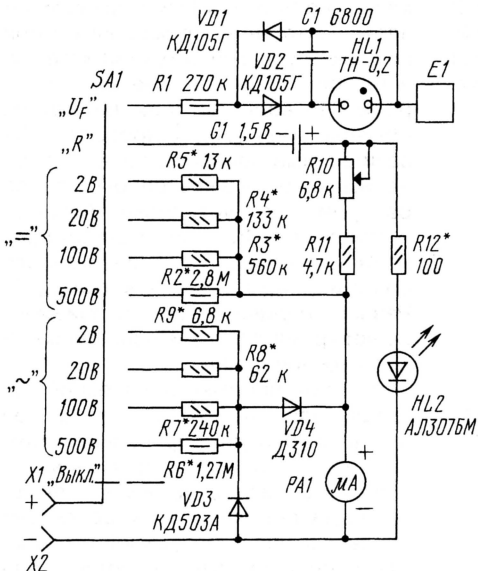 VD1
КД105Г
C1 6800
VD2
КД105Г
HL1
ТН-0,2
E1
SA1
R1 270 к
„UF"
G1 1,5 В − +
„R"
R5* 13 к
R10
6,8 к
2В
R4*
133 к
20В
R3*
560 к
„="
100В
R11
4,7 к
R12*
100
R2* 2,8 М
500В
R9* 6,8 к
2В
R8*
62 к
20В
„~"
100В
VD4
Д310
HL2
АЛ307БМ
R7* 240 к
500В
R6* 1,27 М
X1 „Выкл."
+
VD3
КД503А
PA1
+
μA
−
−
X2